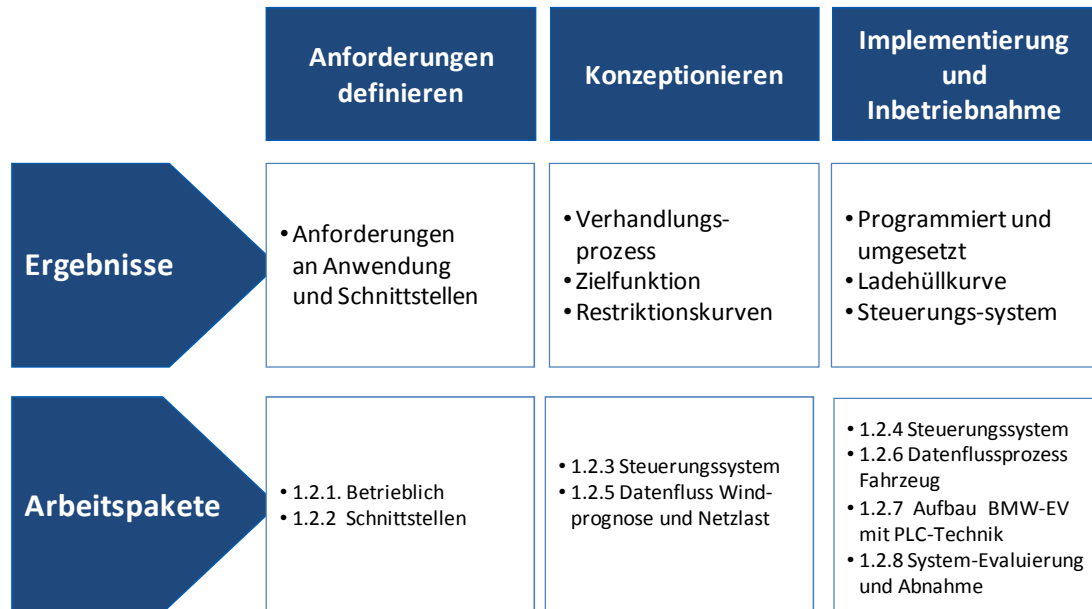 Anforderungen
definieren
Konzeptionieren
Implementierung
und
Inbetriebnahme
Ergebnisse
• Anforderungen
an Anwendung
und Schnittstellen
• Verhandlungs-
prozess
• Zielfunktion
• Restriktionskurven
• Programmiert und
umgesetzt
• Ladehüllkurve
• Steuerungs-system
Arbeitspakete
• 1.2.1. Betrieblich
• 1.2.2 Schnittstellen
• 1.2.3 Steuerungssystem
• 1.2.5 Datenfluss Wind-
prognose und Netzlast
• 1.2.4 Steuerungssystem
• 1.2.6 Datenflussprozess
Fahrzeug
• 1.2.7 Aufbau BMW-EV
mit PLC-Technik
• 1.2.8 System-Evaluierung
und Abnahme